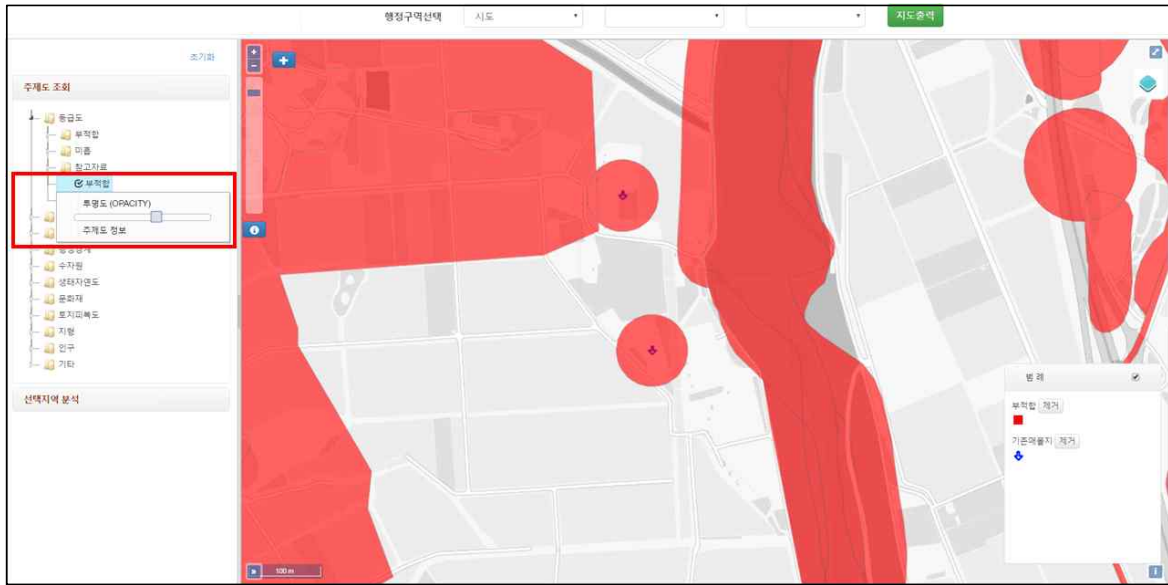 행정구역선택 시도 지도출력
초기화
주제도 조회
등급도
부적합
미흡
참고자료
부적합
투명도 (OPACITY)
주제도 정보
행정경계
수자원
생태자연도
문화재
토지피복도
지형
인구
기타
선택지역 분석
범례
부적합 제거
기존매몰지 제거
100 m